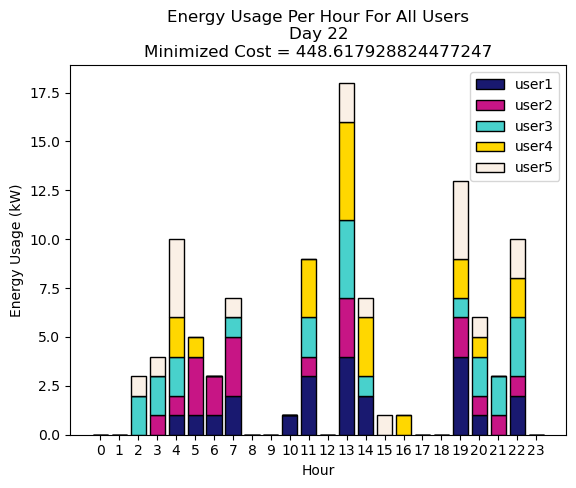 Energy Usage Per Hour For All Users
Day 22
Minimized Cost = 448.617928824477247
user1
user2
user3
user4
user5
Energy Usage (kW)
17.5
15.0
12.5
10.0
7.5
5.0
2.5
0.0
0 1 2 3 4 5 6 7 8 9 10 11 12 13 14 15 16 17 18 19 20 21 22 23
Hour